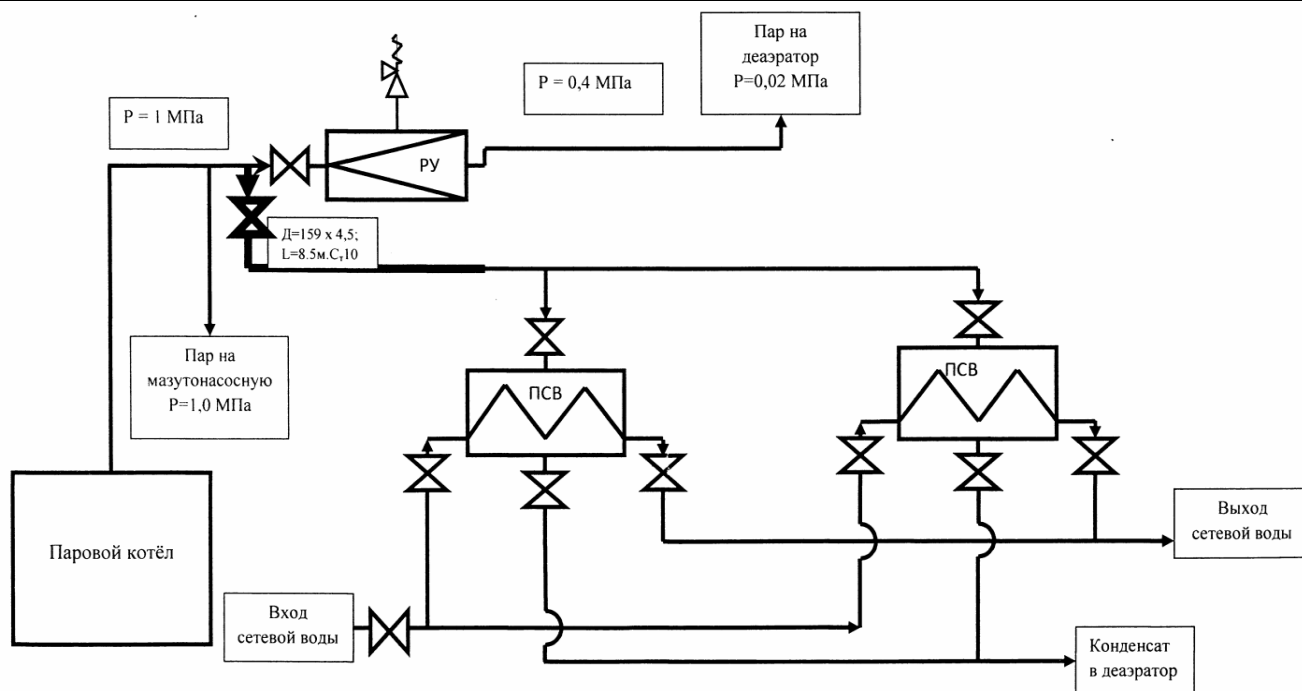 Пар на
деаэратор
Р=0,02 МПа
Р = 0,4 МПа
Р = 1 МПа
РУ
Д=159 х 4,5;
L=8.5м.Ст10
Пар на
мазутонасосную
Р=1,0 МПа
ПСВ
ПСВ
Паровой котёл
Выход
сетевой воды
Вход
сетевой воды
Конденсат
в деаэратор